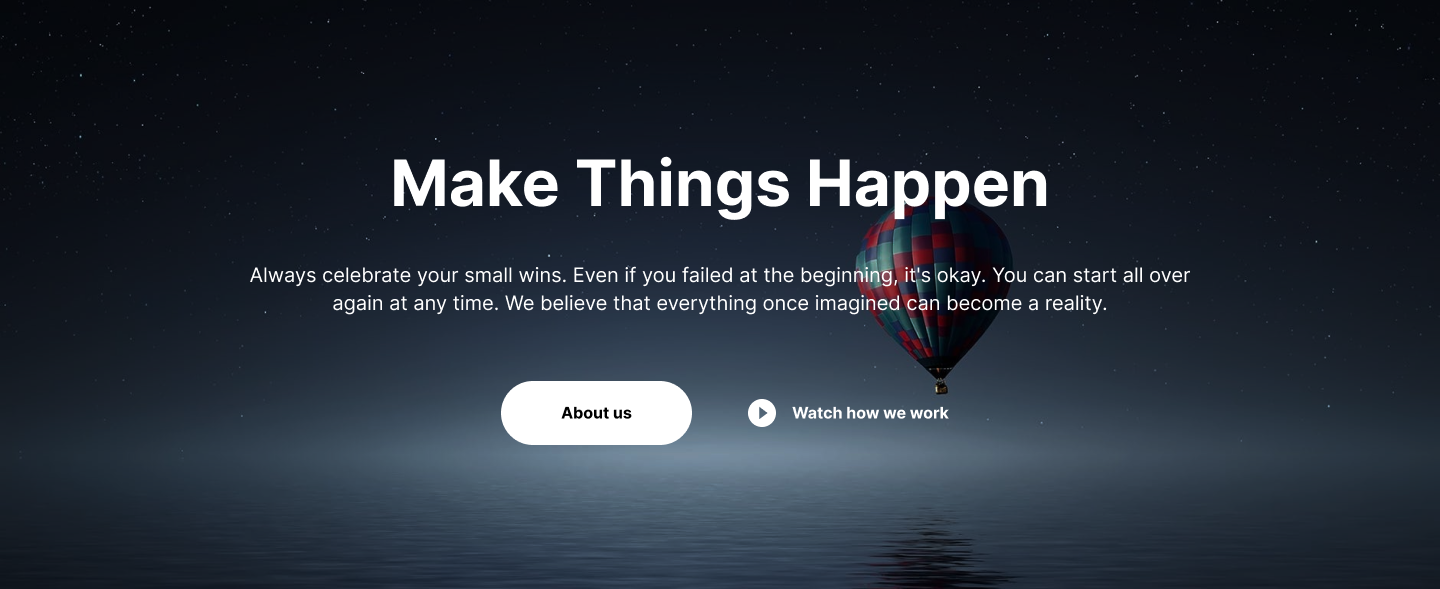 Make Things Happen
Always celebrate your small wins. Even if you failed at the beginning, it's okay. You can start all over
again at any time. We believe that everything once imagined can become a reality.
About us
Watch how we work